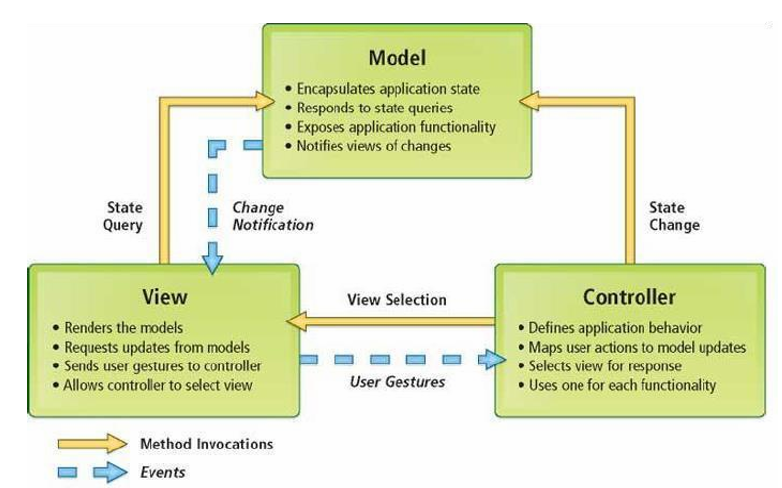 Model
• Encapsulates application state
• Responds to state queries
• Exposes application functionality
• Notifies views of changes
State
Query
Change
Notification
State
Change
View
• Renders the models
• Requests updates from models
• Sends user gestures to controller
• Allows controller to select view
View Selection
User Gestures
Controller
• Defines application behavior
• Maps user actions to model updates
• Selects view for response
• Uses one for each functionality
Method Invocations
Events